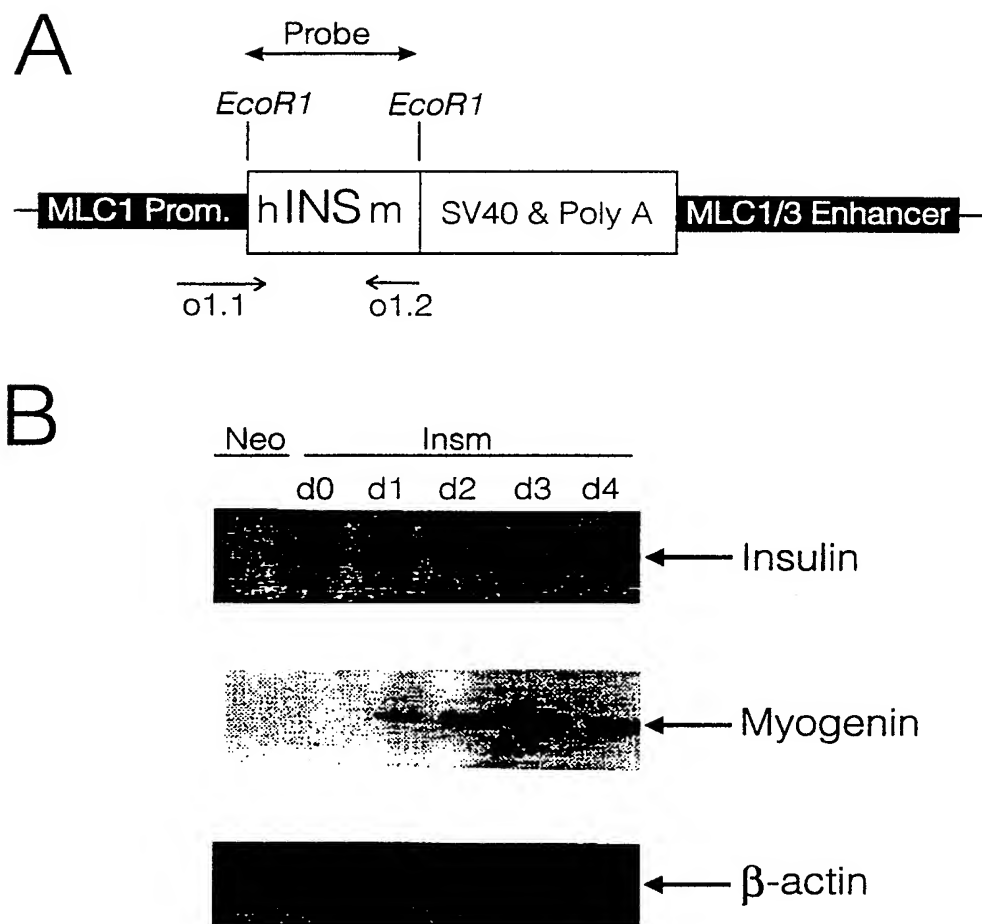 A
Probe
EcoR1 EcoR1
MLC1 Prom. hINSm SV40 & Poly A MLC1/3 Enhancer
o1.1 o1.2
B
Neo Insm
d0 d1 d2 d3 d4
Insulin
Myogenin
β-actin